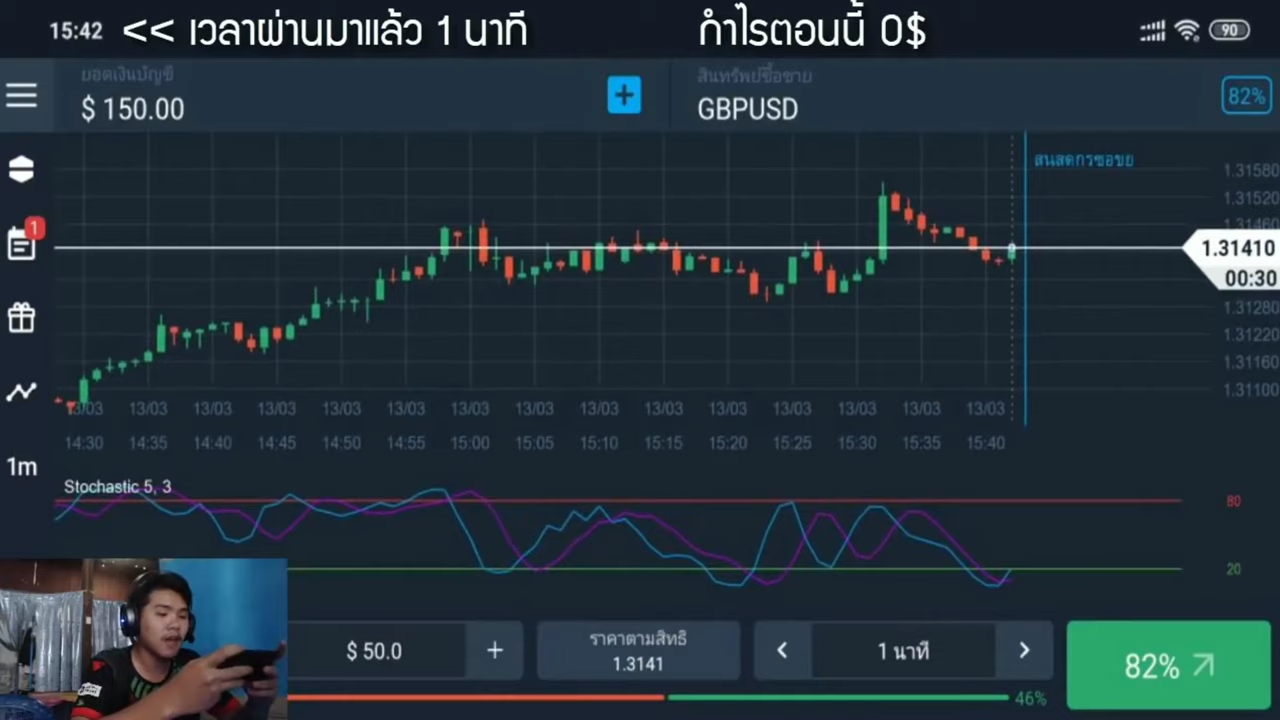 15:42 << เวลาผ่านมาแล้ว 1 นาที กำไรตอนนี้ 0$ 90
ยอดเงินบัญชี สินทรัพย์ซื้อขาย
$ 150.00 + GBPUSD 82%
สนสดกรซอขย
1.31580
1.31520
1
1.31460
1.31410
00:30
1.31280
1.31220
1.31160
1.31100
13/03 13/03 13/03 13/03 13/03 13/03 13/03 13/03 13/03 13/03 13/03 13/03 13/03 13/03 13/03
14:30 14:35 14:40 14:45 14:50 14:55 15:00 15:05 15:10 15:15 15:20 15:25 15:30 15:35 15:40
1m
Stochastic 5, 3
80
20
$ 50.0 + ราคาตามสิทธิ < 1 นาที > 82%
1.3141
46%